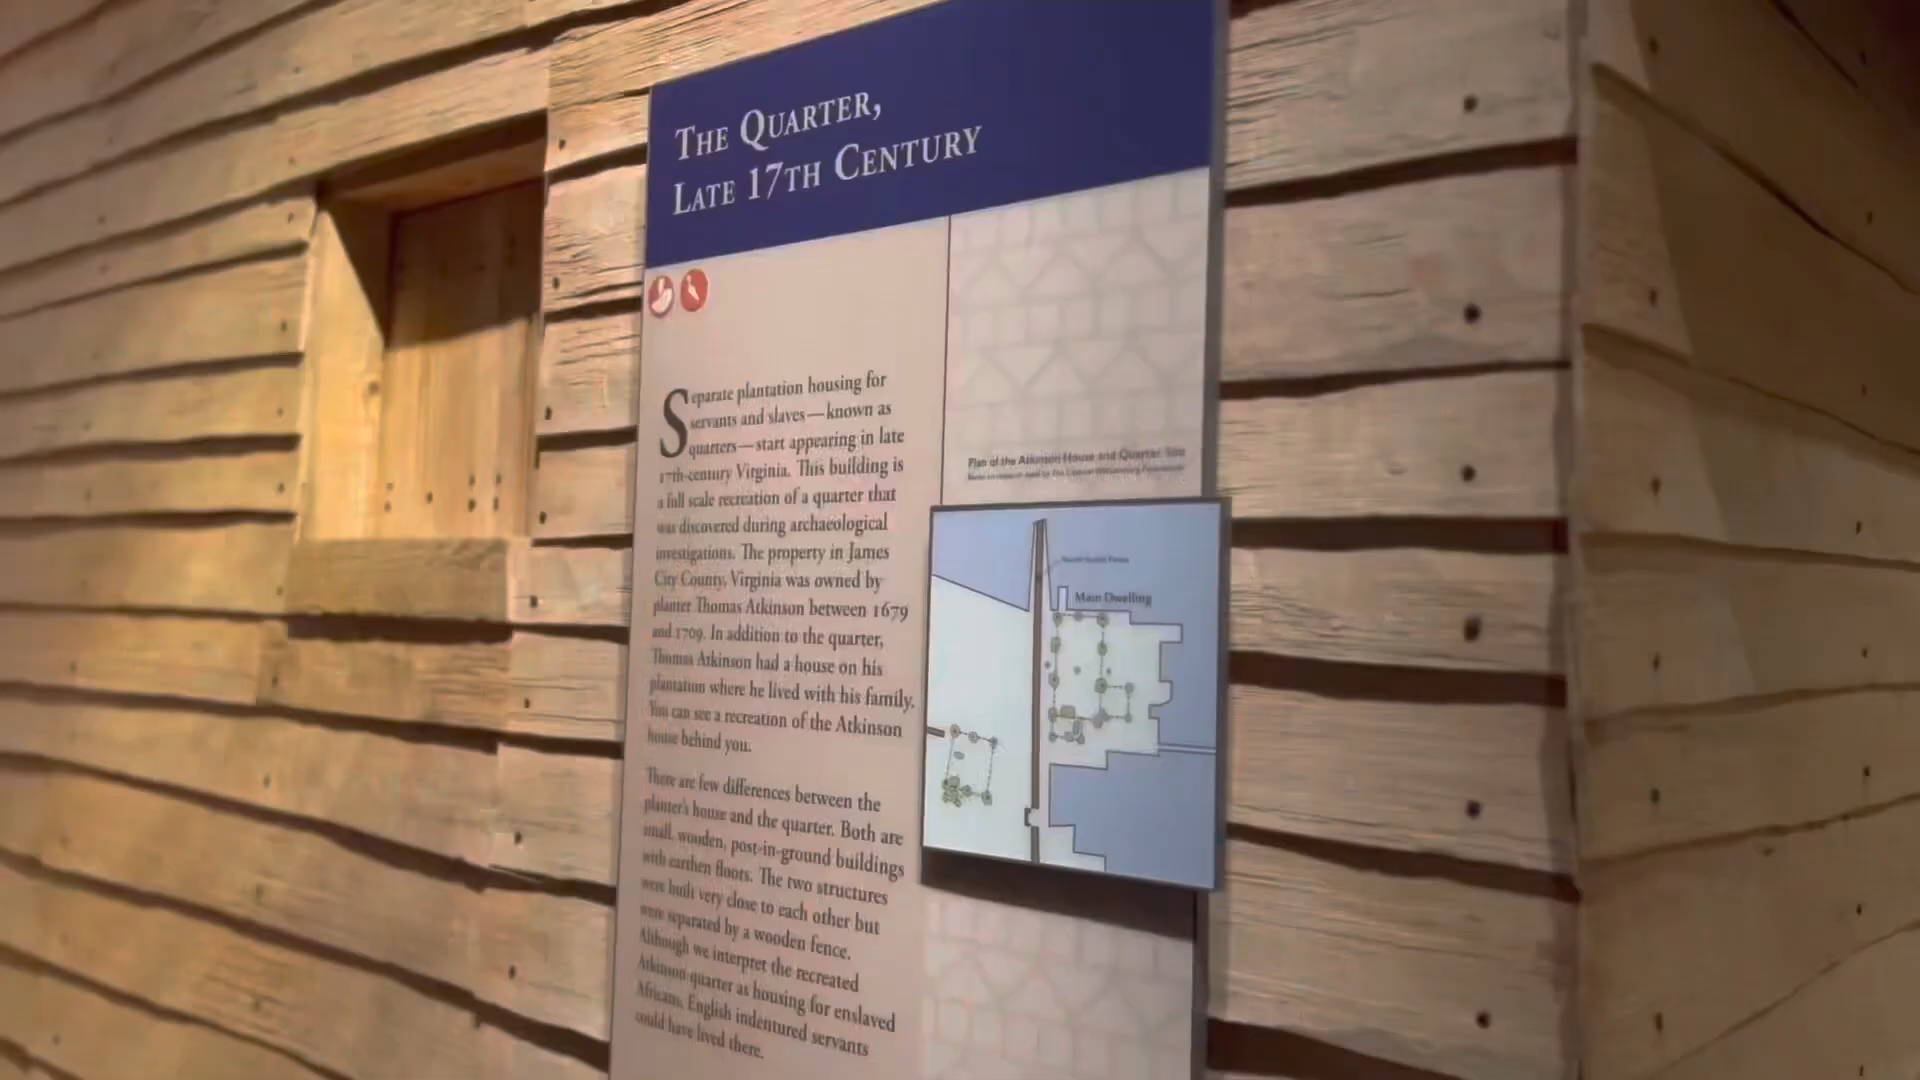 THE QUARTER,
LATE 17TH CENTURY
Separate plantation housing for
servants and slaves—known as
quarters—start appearing in late
17th-century Virginia. This building is
a full scale recreation of a quarter that
was discovered during archaeological
investigations. The property in James
City County, Virginia was owned by
planter Thomas Atkinson between 1679
and 1709. In addition to the quarter,
Thomas Atkinson had a house on his
plantation where he lived with his family.
You can see a recreation of the Atkinson
house behind you.
There are few differences between the
planter's house and the quarter. Both are
small, wooden, post-in-ground buildings
with earthen floors. The two structures
were built very close to each other but
were separated by a wooden fence.
Although we interpret the recreated
Atkinson quarter as housing for enslaved
Africans, English indentured servants
could have lived there.
Plan of the Atkinson House and Quarter Site
Main Dwelling